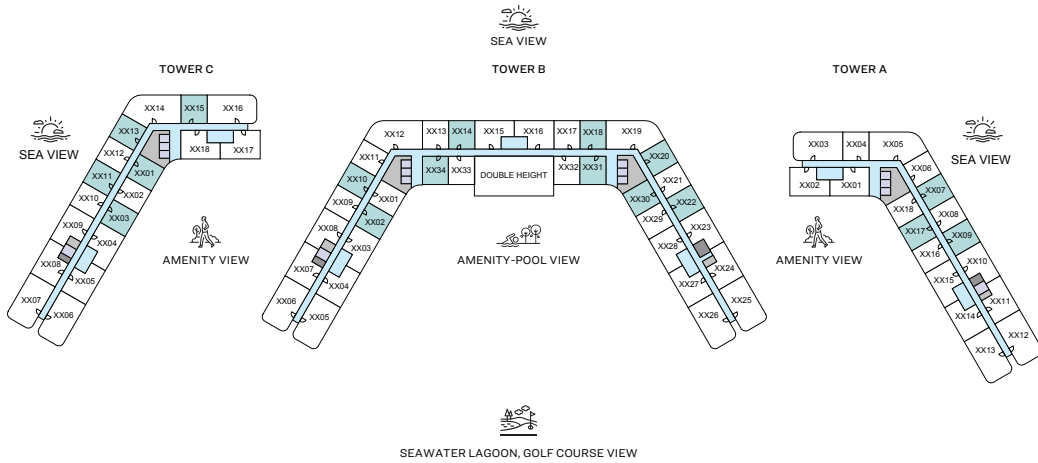 SEA VIEW
TOWER C
TOWER B
TOWER A
XX14
XX15
XX16
XX13
XX12
XX11
XX10
XX09
XX08
XX07
XX18
XX17
XX01
XX02
XX03
XX04
XX05
XX06
SEA VIEW
AMENITY VIEW
XX12
XX13
XX14
XX15
XX16
XX17
XX18
XX19
XX11
XX10
XX01
XX02
XX08
XX03
XX07
XX04
XX06
XX05
XX34
XX33
DOUBLE HEIGHT
XX32
XX31
XX20
XX21
XX30
XX22
XX29
XX23
XX28
XX24
XX27
XX25
XX26
AMENITY-POOL VIEW
XX03
XX04
XX05
XX02
XX01
XX06
XX07
XX18
XX08
XX17
XX09
XX16
XX10
XX15
XX11
XX14
XX12
XX13
SEA VIEW
AMENITY VIEW
SEAWATER LAGOON, GOLF COURSE VIEW